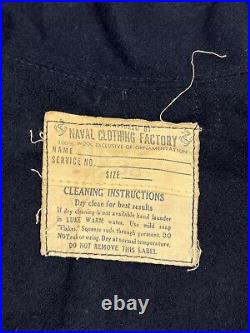 NAVAL CLOTHING FACTORY
100% WOOL EXCLUSIVE OF ORNAMENTATION
NAME
SERVICE NO.
SIZE
CLEANING INSTRUCTIONS
Dry clean for best results
If dry cleaning is not available hand launder
in LUKE WARM water. Use mild soap
"Flakes". Squeeze suds through garment. DO
NOT rub or wring. Dry at normal temperature.
DO NOT REMOVE THIS LABEL